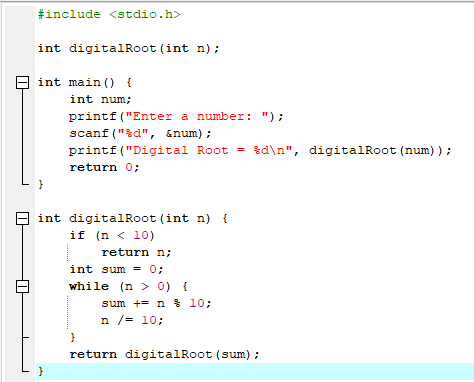 #include <stdio.h>
int digitalRoot(int n);
int main() {
    int num;
    printf("Enter a number: ");
    scanf("%d", &num);
    printf("Digital Root = %d\n", digitalRoot(num));
    return 0;
}
int digitalRoot(int n) {
    if (n < 10)
        return n;
    int sum = 0;
    while (n > 0) {
        sum += n % 10;
        n /= 10;
    }
    return digitalRoot(sum);
}